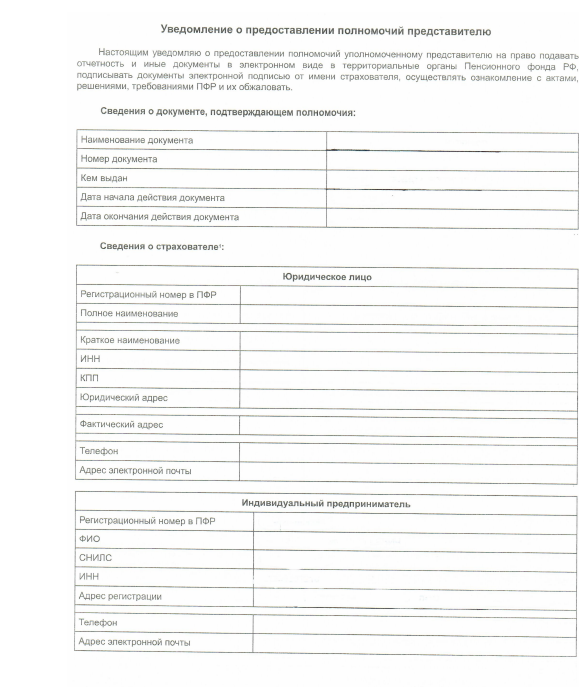 Уведомление о предоставлении полномочий представителю
Настоящим уведомляю о предоставлении полномочий уполномоченному представителю на право подавать
отчетность и иные документы в электронном виде в территориальные органы Пенсионного фонда РФ,
подписывать документы электронной подписью от имени страхователя, осуществлять ознакомление с актами,
решениями, требованиями ПФР и их обжаловать.
Сведения о документе, подтверждающем полномочия:
Наименование документа
Номер документа
Кем выдан
Дата начала действия документа
Дата окончания действия документа
Сведения о страхователе¹:
Юридическое лицо
Регистрационный номер в ПФР
Полное наименование
Краткое наименование
ИНН
КПП
Юридический адрес
Фактический адрес
Телефон
Адрес электронной почты
Индивидуальный предприниматель
Регистрационный номер в ПФР
ФИО
СНИЛС
ИНН
Адрес регистрации
Телефон
Адрес электронной почты